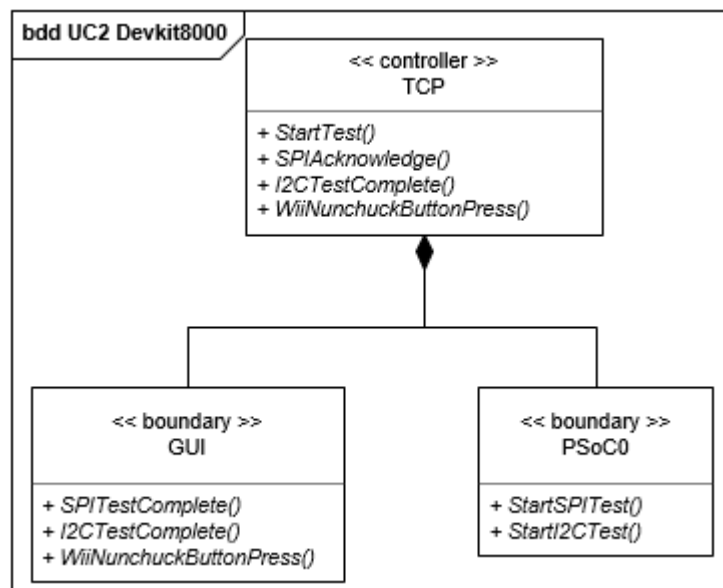 bdd UC2 Devkit8000
<< controller >>
TCP
+ StartTest()
+ SPIAcknowledge()
+ I2CTestComplete()
+ WiiNunchuckButtonPress()
<< boundary >>
GUI
+ SPITestComplete()
+ I2CTestComplete()
+ WiiNunchuckButtonPress()
<< boundary >>
PSoC0
+ StartSPITest()
+ StartI2CTest()